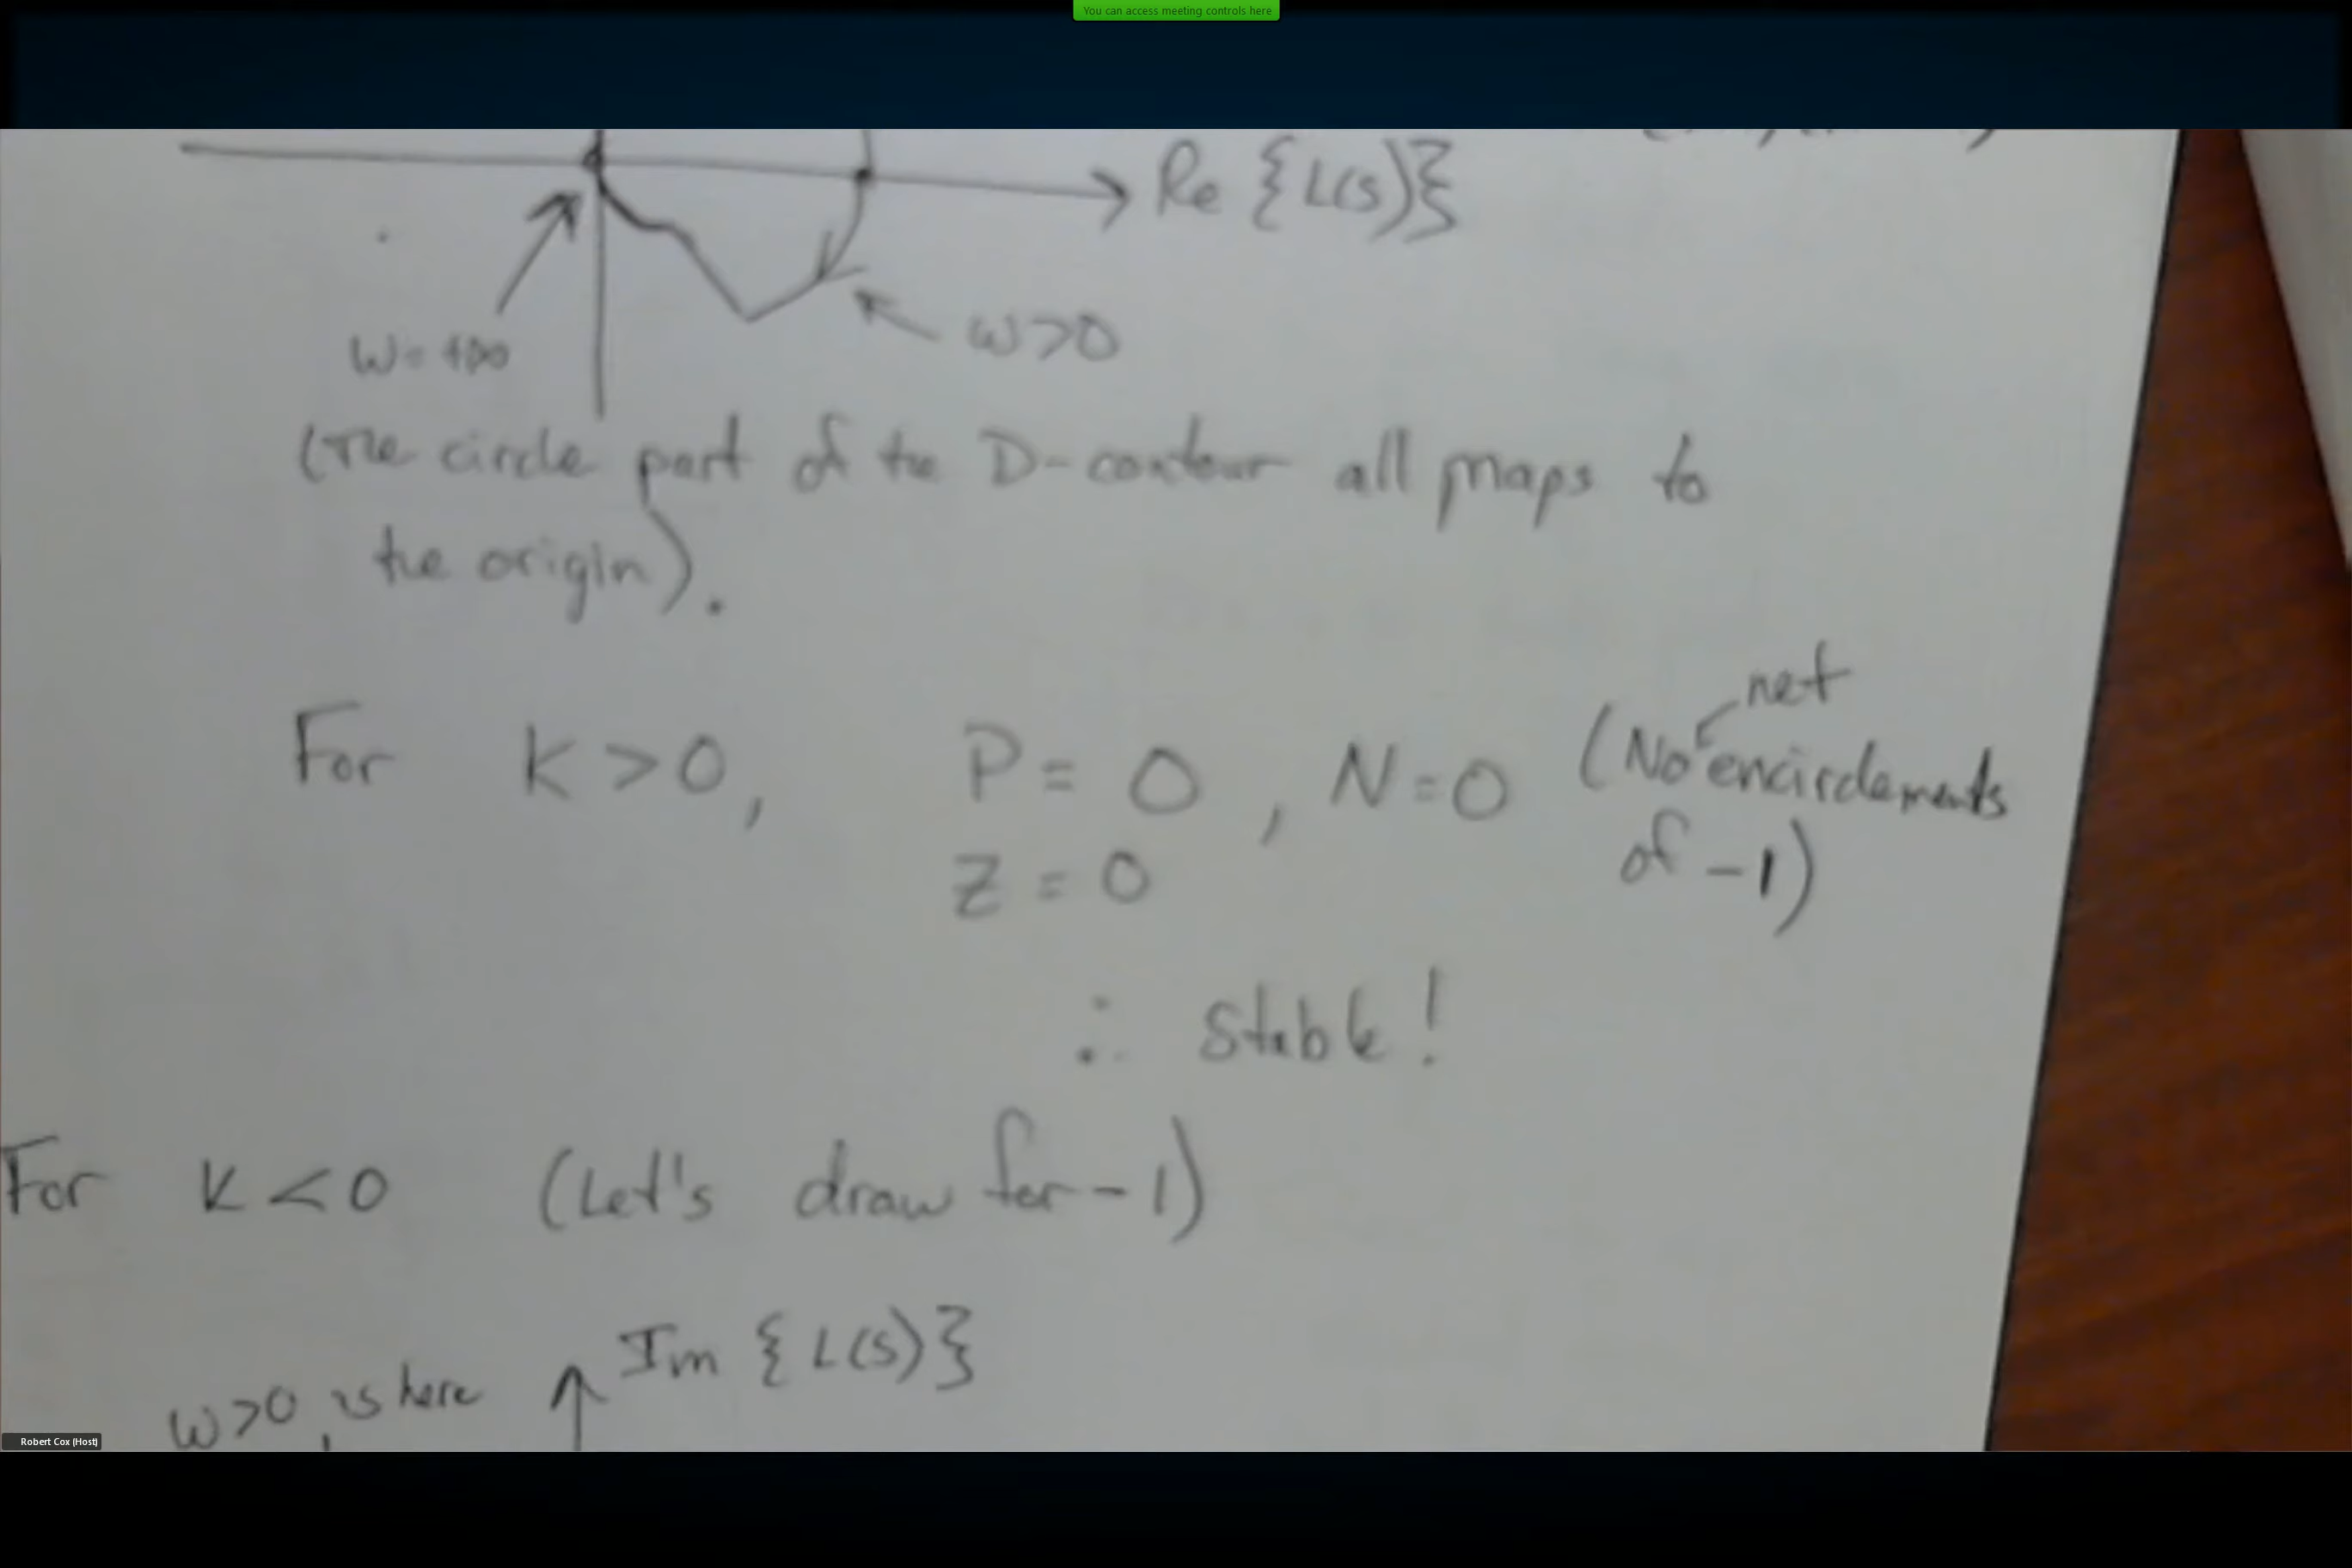 You can access meeting controls here
Re {L(s)}
ω>0
ω=+∞
(The circle part of the D-contour all maps to
the origin).
net
For K>0, P=0, N=0 (No encirclements
of -1)
Z=0
∴ Stable!
For K<0 (Let's draw for -1)
Im {L(s)}
ω>0, is here
Robert Cox (Host)